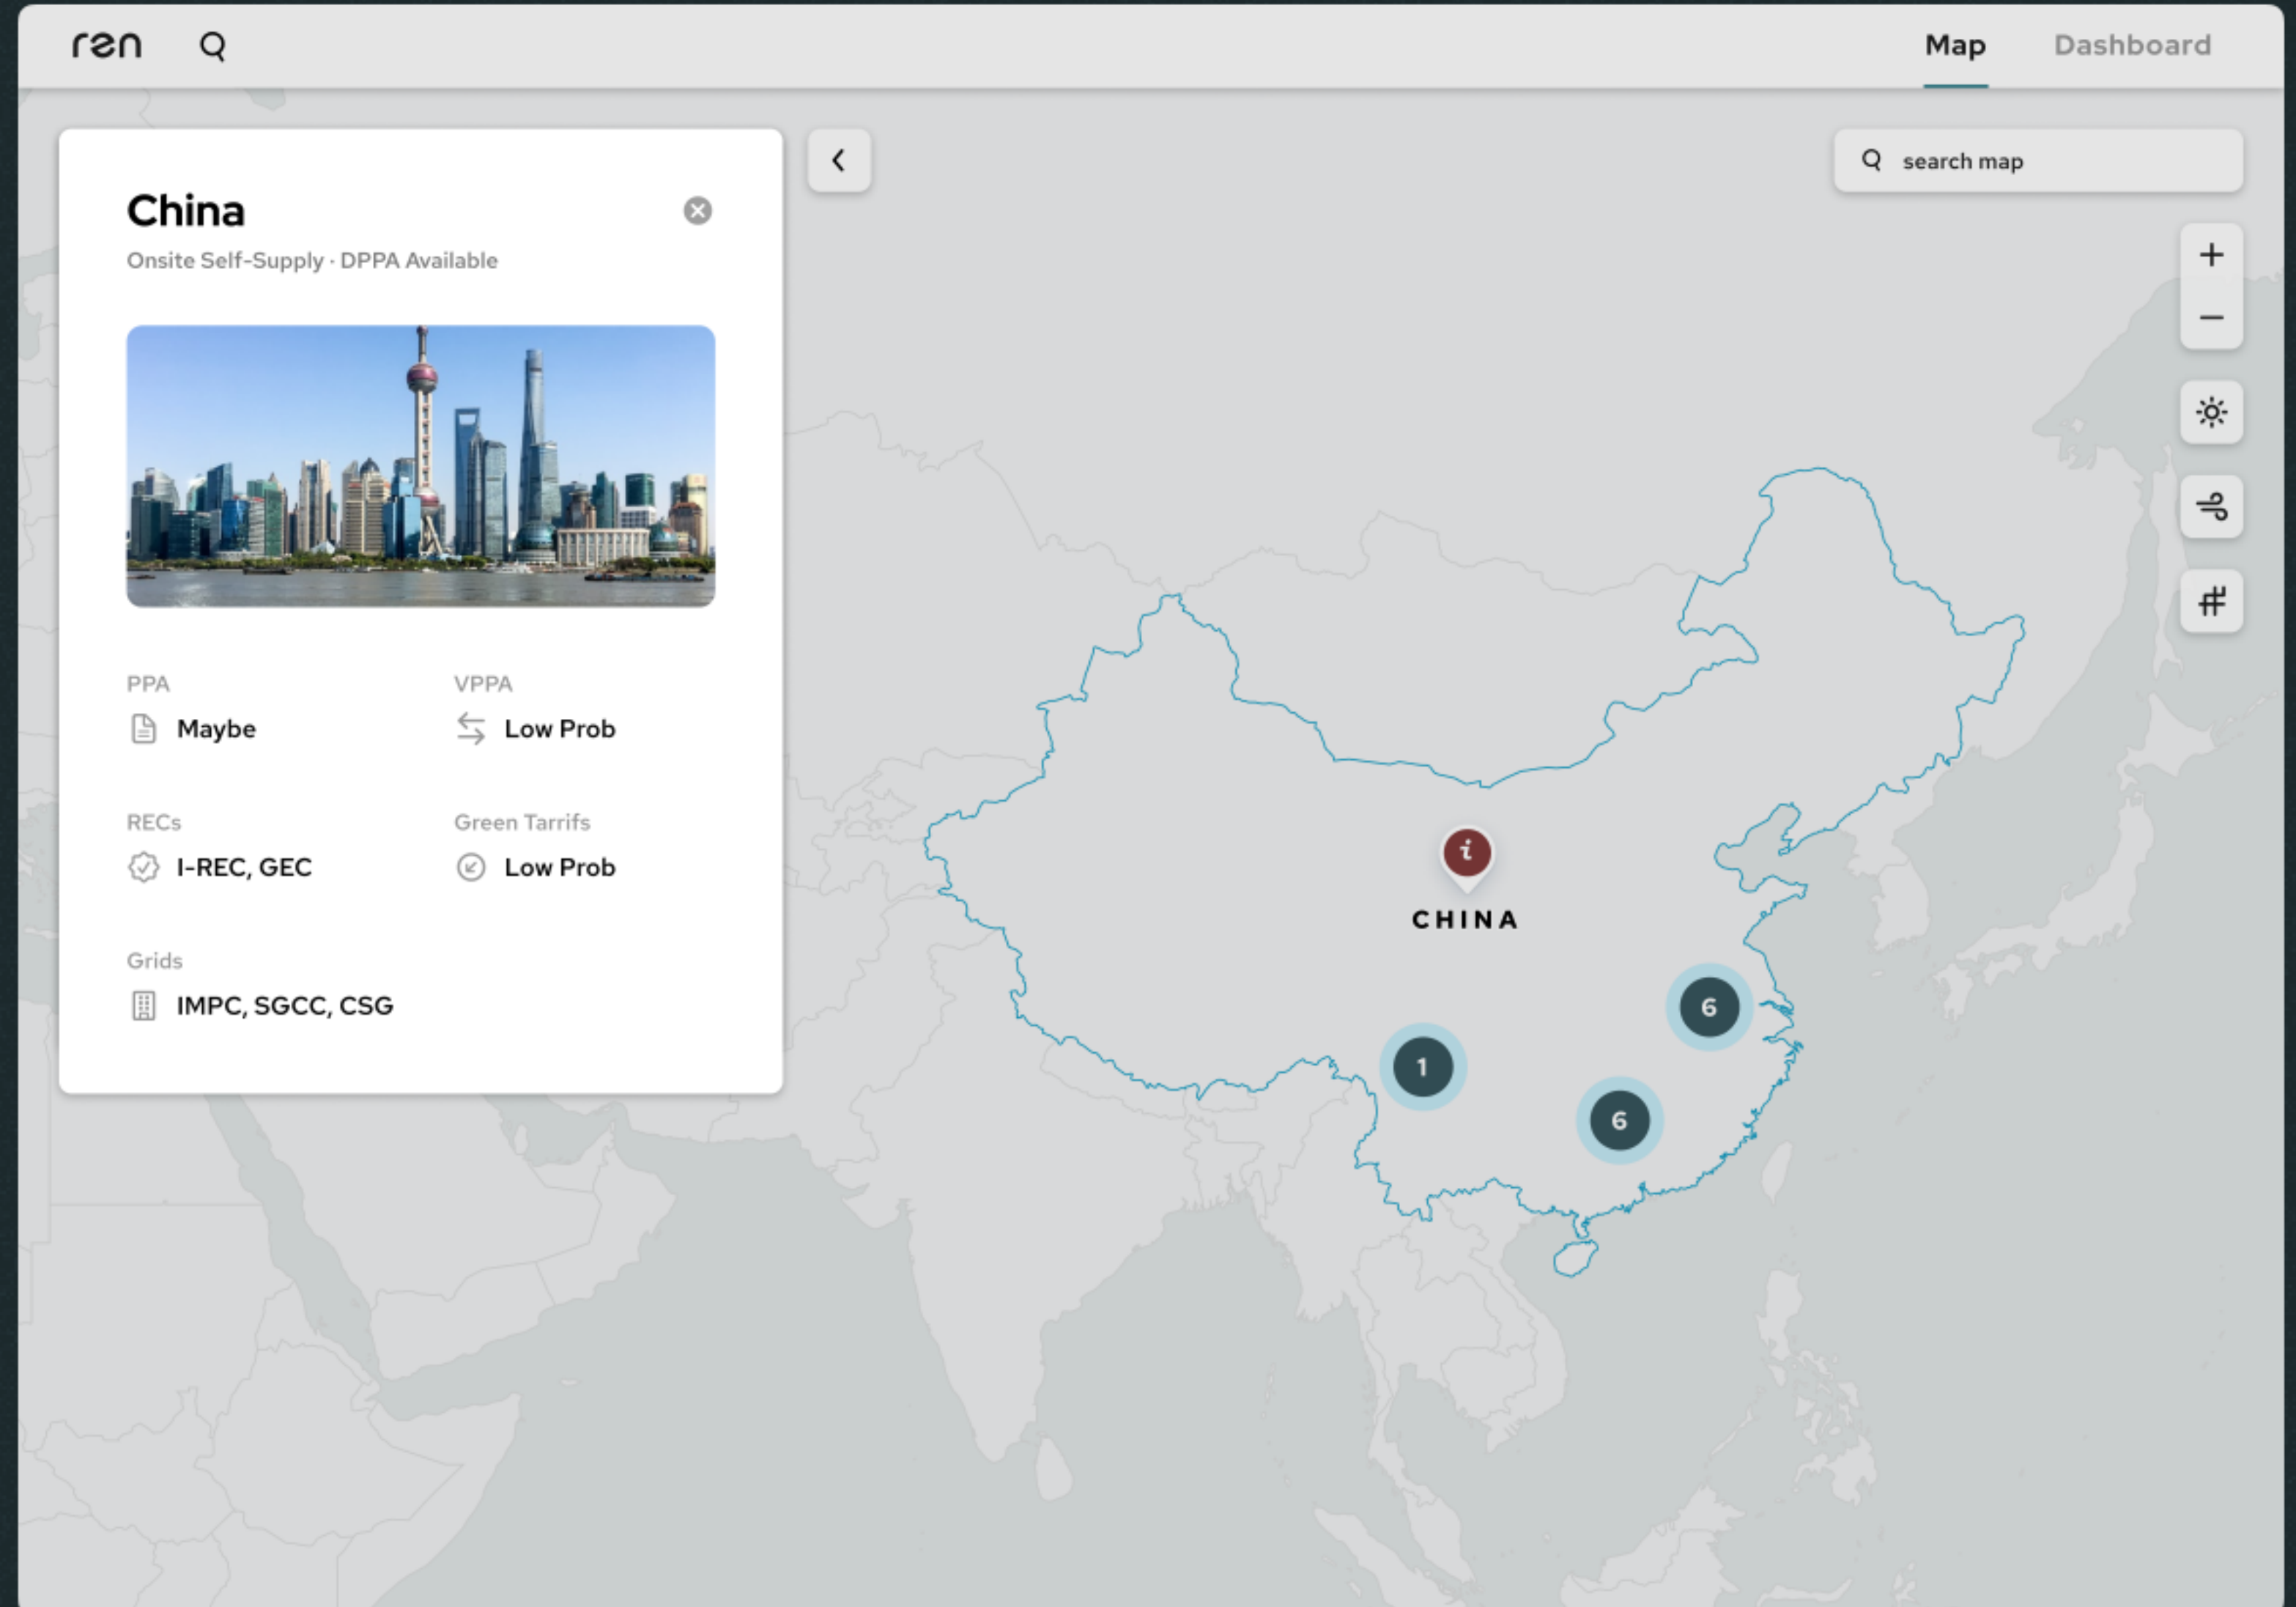 ren
Map
Dashboard
search map
China
Onsite Self-Supply · DPPA Available
PPA
VPPA
Maybe
Low Prob
RECs
Green Tarrifs
I-REC, GEC
Low Prob
Grids
IMPC, SGCC, CSG
i
CHINA
6
1
6